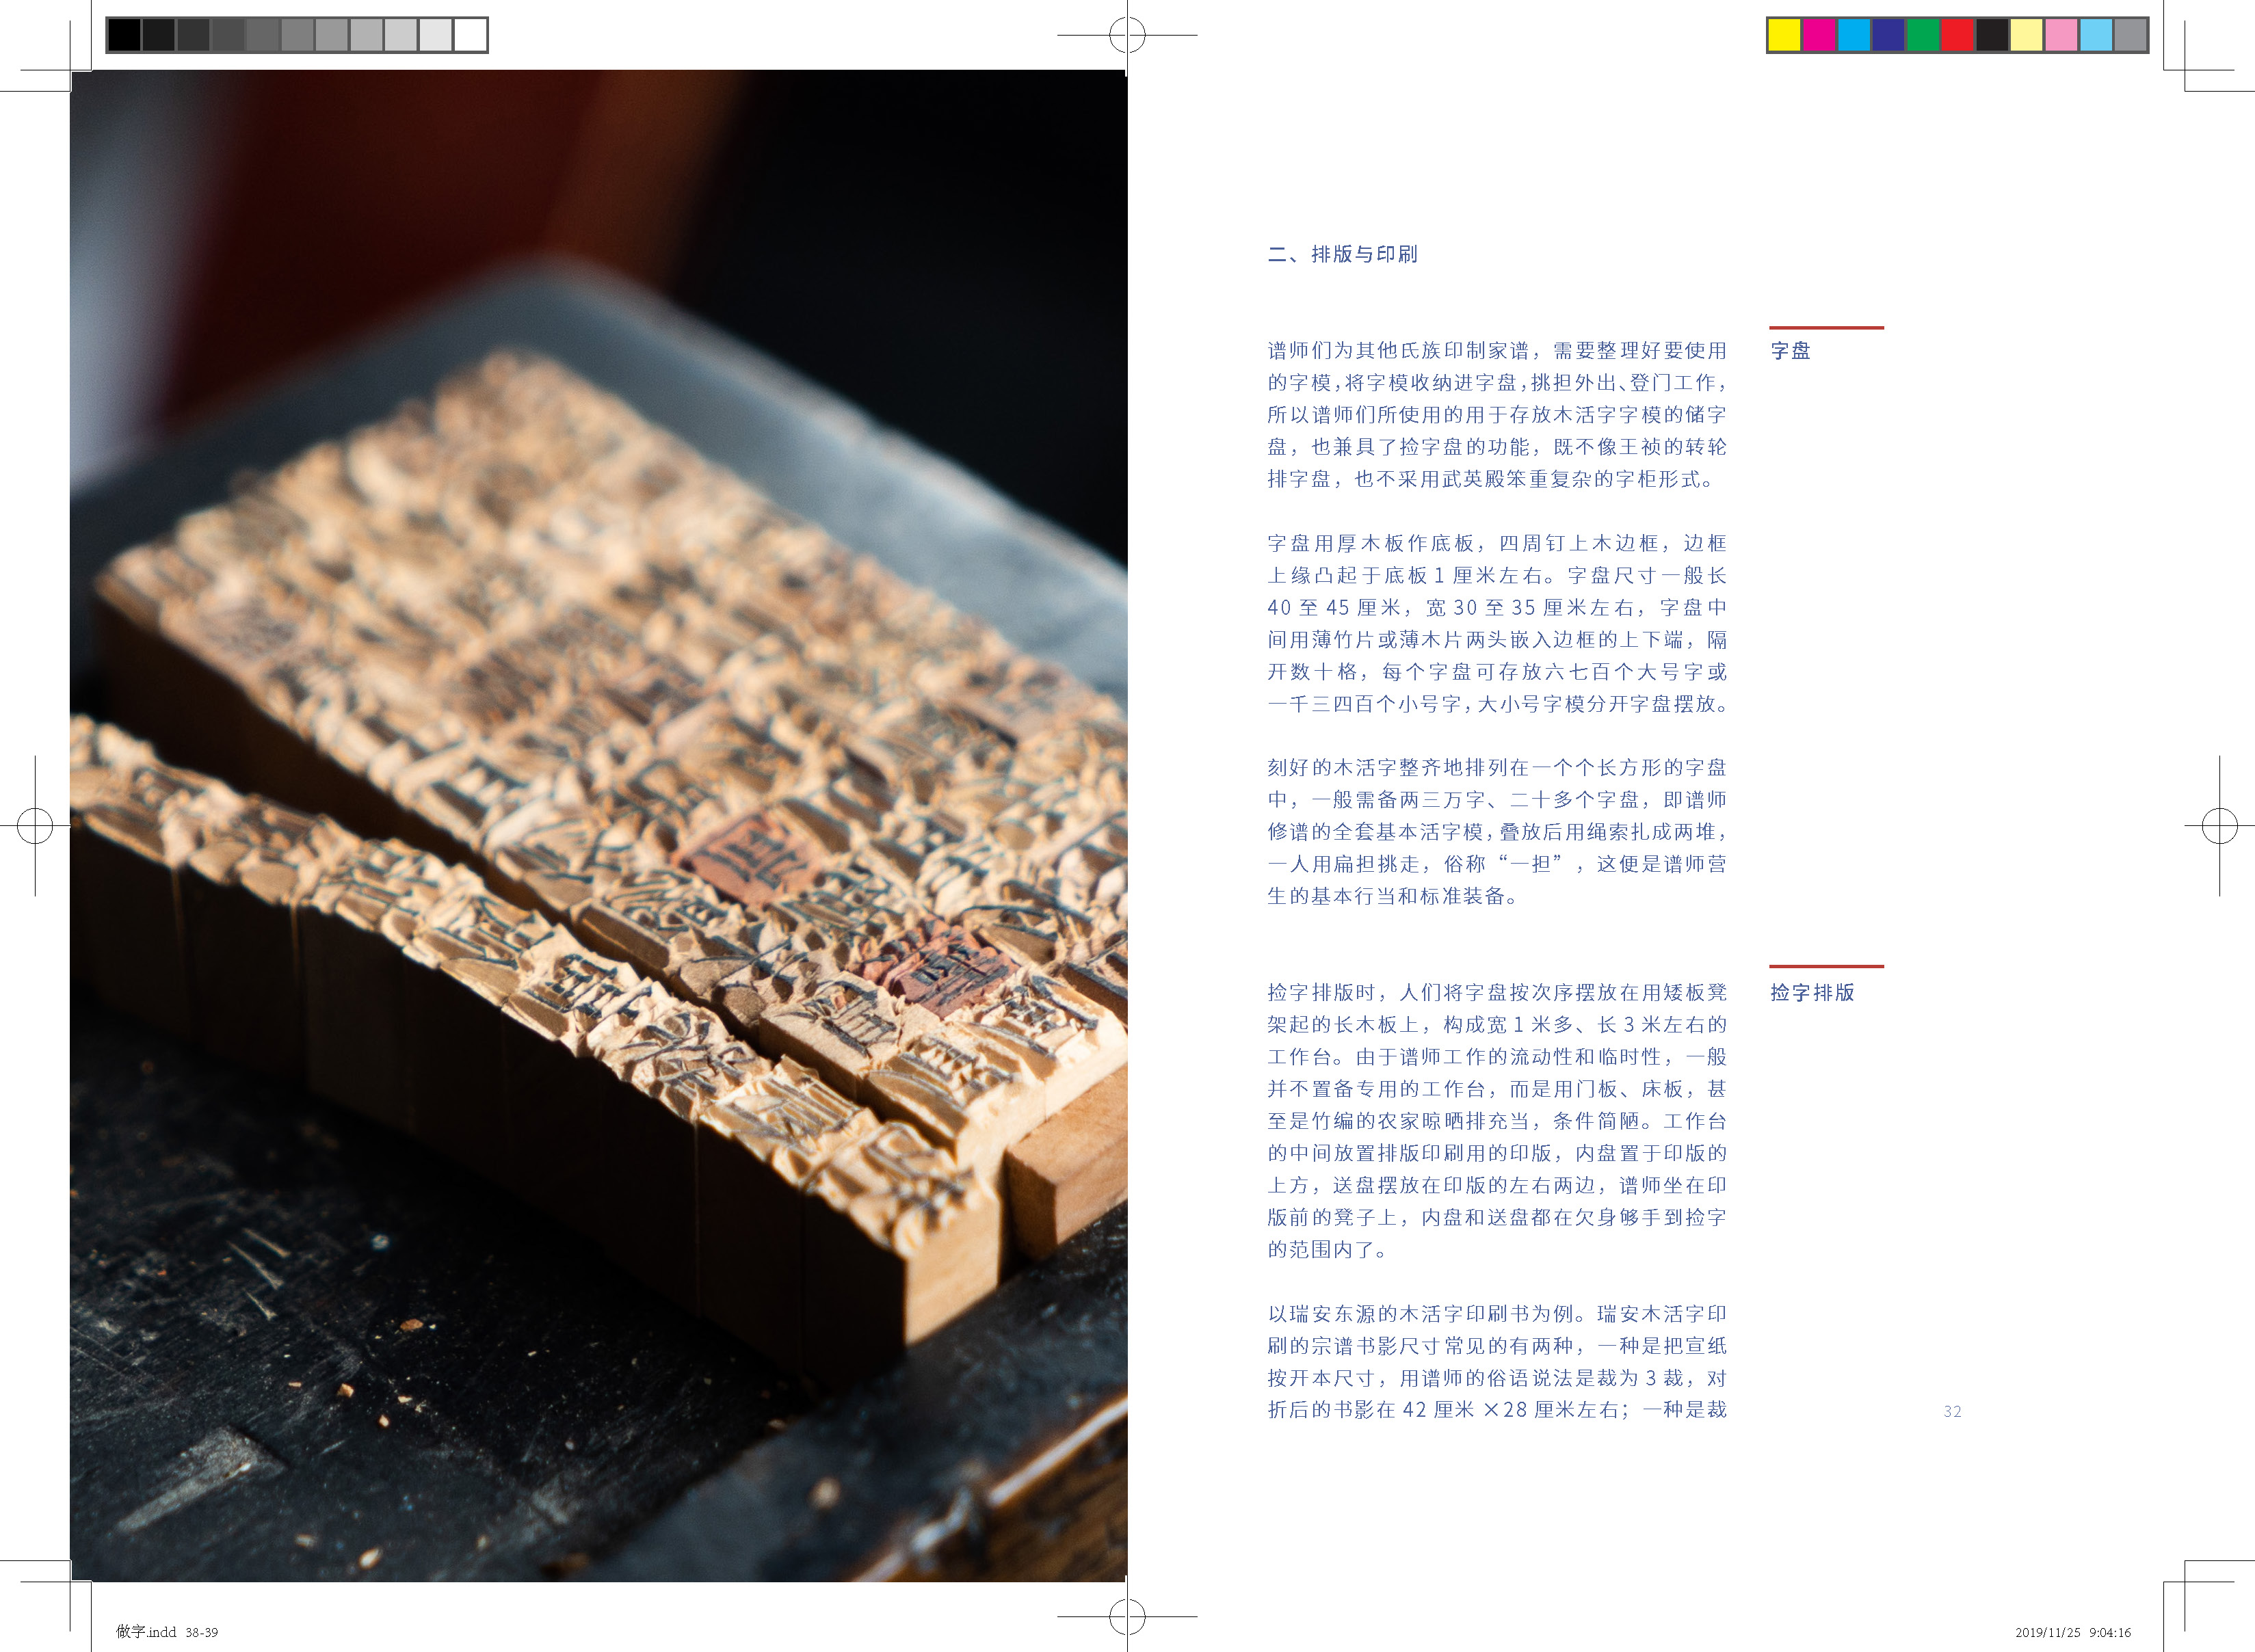 二、排版与印刷
字盘
谱师们为其他氏族印制家谱，需要整理好要使用
的字模，将字模收纳进字盘，挑担外出、登门工作，
所以谱师们所使用的用于存放木活字字模的储字
盘，也兼具了捡字盘的功能，既不像王祯的转轮
排字盘，也不采用武英殿笨重复杂的字柜形式。
字盘用厚木板作底板，四周钉上木边框，边框
上缘凸起于底板 1 厘米左右。字盘尺寸一般长
40 至 45 厘米，宽 30 至 35 厘米左右，字盘中
间用薄竹片或薄木片两头嵌入边框的上下端，隔
开数十格，每个字盘可存放六七百个大号字或
一千三四百个小号字，大小号字模分开字盘摆放。
刻好的木活字整齐地排列在一个个长方形的字盘
中，一般需备两三万字、二十多个字盘，即谱师
修谱的全套基本活字模，叠放后用绳索扎成两堆，
一人用扁担挑走，俗称“一担”，这便是谱师营
生的基本行当和标准装备。
捡字排版
捡字排版时，人们将字盘按次序摆放在用矮板凳
架起的长木板上，构成宽 1 米多、长 3 米左右的
工作台。由于谱师工作的流动性和临时性，一般
并不置备专用的工作台，而是用门板、床板，甚
至是竹编的农家晾晒排充当，条件简陋。工作台
的中间放置排版印刷用的印版，内盘置于印版的
上方，送盘摆放在印版的左右两边，谱师坐在印
版前的凳子上，内盘和送盘都在欠身够手到捡字
的范围内了。
以瑞安东源的木活字印刷书为例。瑞安木活字印
刷的宗谱书影尺寸常见的有两种，一种是把宣纸
按开本尺寸，用谱师的俗语说法是裁为 3 裁，对
折后的书影在 42 厘米 ×28 厘米左右；一种是裁
32
做字.indd 38-39
2019/11/25 9:04:16